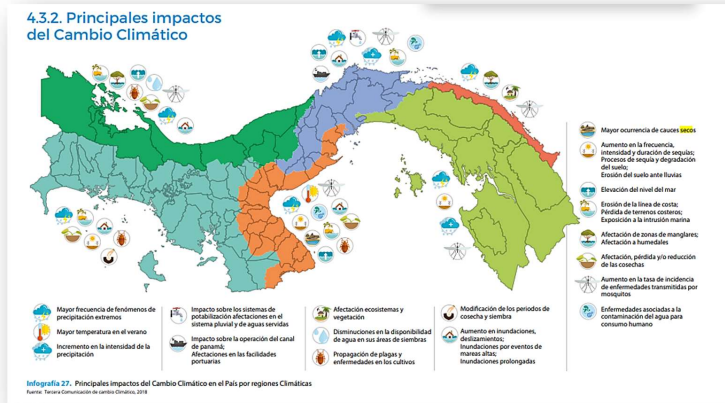 4.3.2. Principales impactos
del Cambio Climático
Mayor ocurrencia de cauces secos
Aumento en la frecuencia,
intensidad y duración de sequías;
Procesos de sequía y degradación
del suelo;
Erosión del suelo ante lluvias
Elevación del nivel del mar
Erosión de la línea de costa;
Pérdida de terrenos costeros;
Exposición a la intrusión marina
Afectación de zonas de manglares;
Afectación a humedales
Afectación, pérdida y/o reducción
de las cosechas
Aumento en la tasa de incidencia
de enfermedades transmitidas por
mosquitos
Enfermedades asociadas a la
contaminación del agua para
consumo humano
Mayor frecuencia de fenómenos de
precipitación extremos
Mayor temperatura en el verano
Incremento en la intensidad de la
precipitación
Impacto sobre los sistemas de
potabilización afectaciones en el
sistema pluvial y de aguas servidas
Impacto sobre la operación del canal
de panamá;
Afectaciones en las facilidades
portuarias
Afectación ecosistemas y
vegetación
Disminuciones en la disponibilidad
de agua en sus áreas de siembras
Propagación de plagas y
enfermedades en los cultivos
Modificación de los periodos de
cosecha y siembra
Aumento en inundaciones,
deslizamientos;
Inundaciones por eventos de
mareas altas;
Inundaciones prolongadas
Infografía 27. Principales impactos del Cambio Climático en el País por regiones Climáticas
Fuente: Tercera Comunicación de cambio Climático, 2018